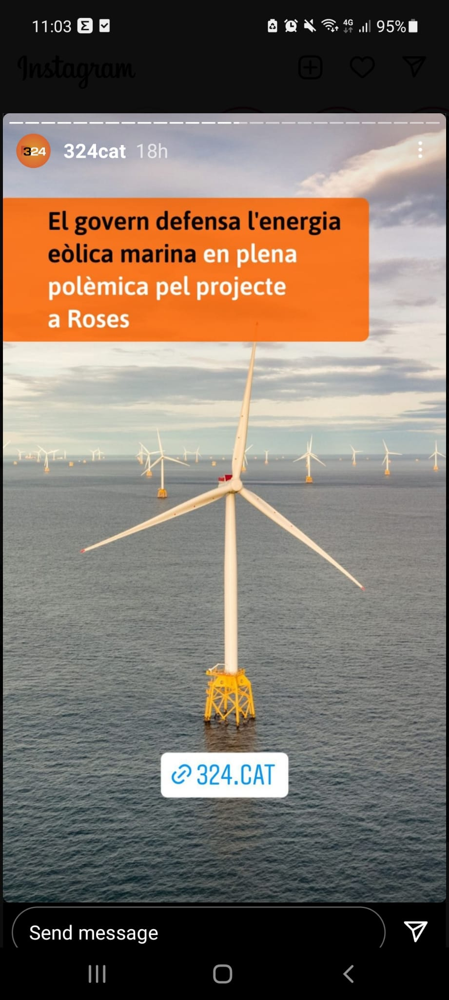 11:03
4G
95%
Instagram
324
324cat 18h
El govern defensa l'energia
eòlica marina en plena
polèmica pel projecte
a Roses
324.CAT
Send message